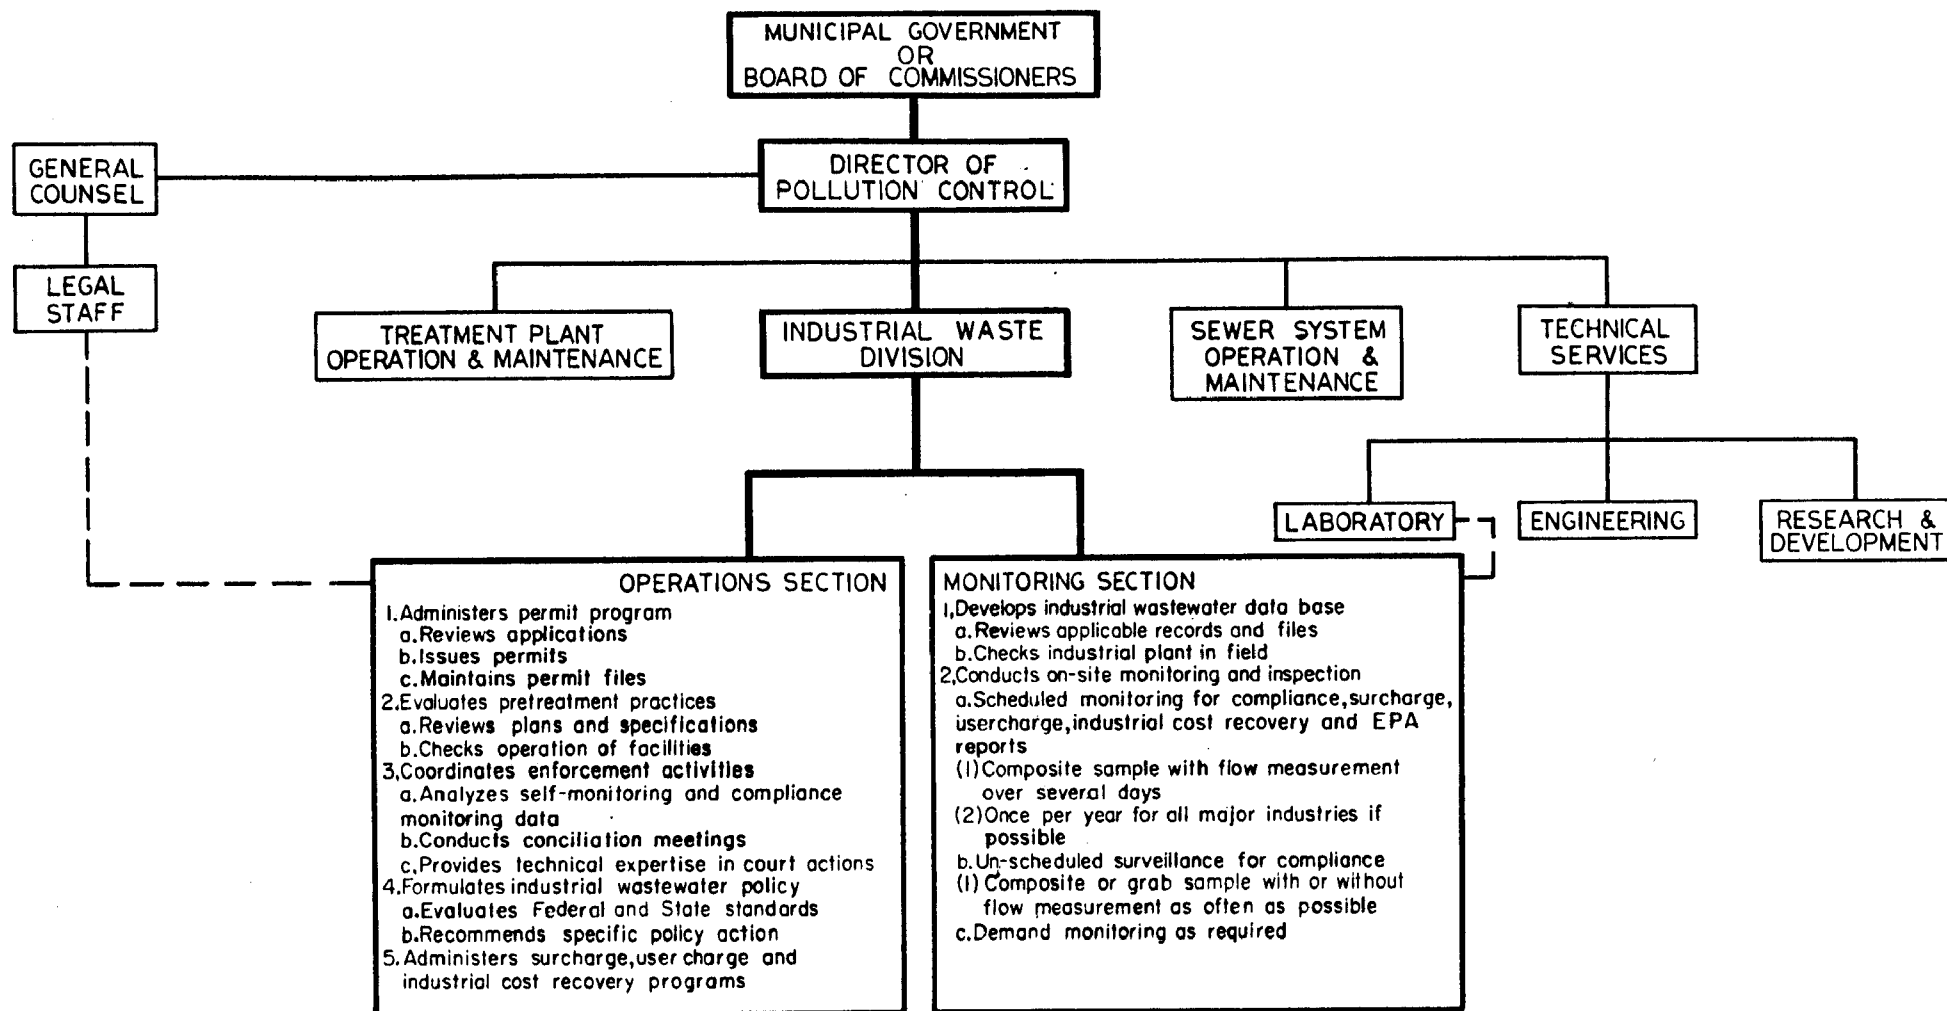 MUNICIPAL GOVERNMENT
OR
BOARD OF COMMISSIONERS
GENERAL
COUNSEL
DIRECTOR OF
POLLUTION CONTROL
LEGAL
STAFF
TREATMENT PLANT
OPERATION & MAINTENANCE
INDUSTRIAL WASTE
DIVISION
SEWER SYSTEM
OPERATION &
MAINTENANCE
TECHNICAL
SERVICES
LABORATORY
ENGINEERING
RESEARCH &
DEVELOPMENT
OPERATIONS SECTION
1.Administers permit program
a.Reviews applications
b.Issues permits
c.Maintains permit files
2.Evaluates pretreatment practices
a.Reviews plans and specifications
b.Checks operation of facilities
3,Coordinates enforcement activities
a.Analyzes self-monitoring and compliance
monitoring data
b.Conducts conciliation meetings
c,Provides technical expertise in court actions
4.Formulates industrial wastewater policy
a.Evaluates Federal and State standards
b.Recommends specific policy action
5.Administers surcharge,user charge and
industrial cost recovery programs
MONITORING SECTION
1,Develops industrial wastewater data base
a.Reviews applicable records and files
b.Checks industrial plant in field
2,Conducts on-site monitoring and inspection
a.Scheduled monitoring for compliance,surcharge,
usercharge,industrial cost recovery and EPA
reports
(1)Composite sample with flow measurement
over several days
(2)Once per year for all major industries if
possible
b.Un-scheduled surveillance for compliance
(1) Composite or grab sample with or without
flow measurement as often as possible
c.Demand monitoring as required